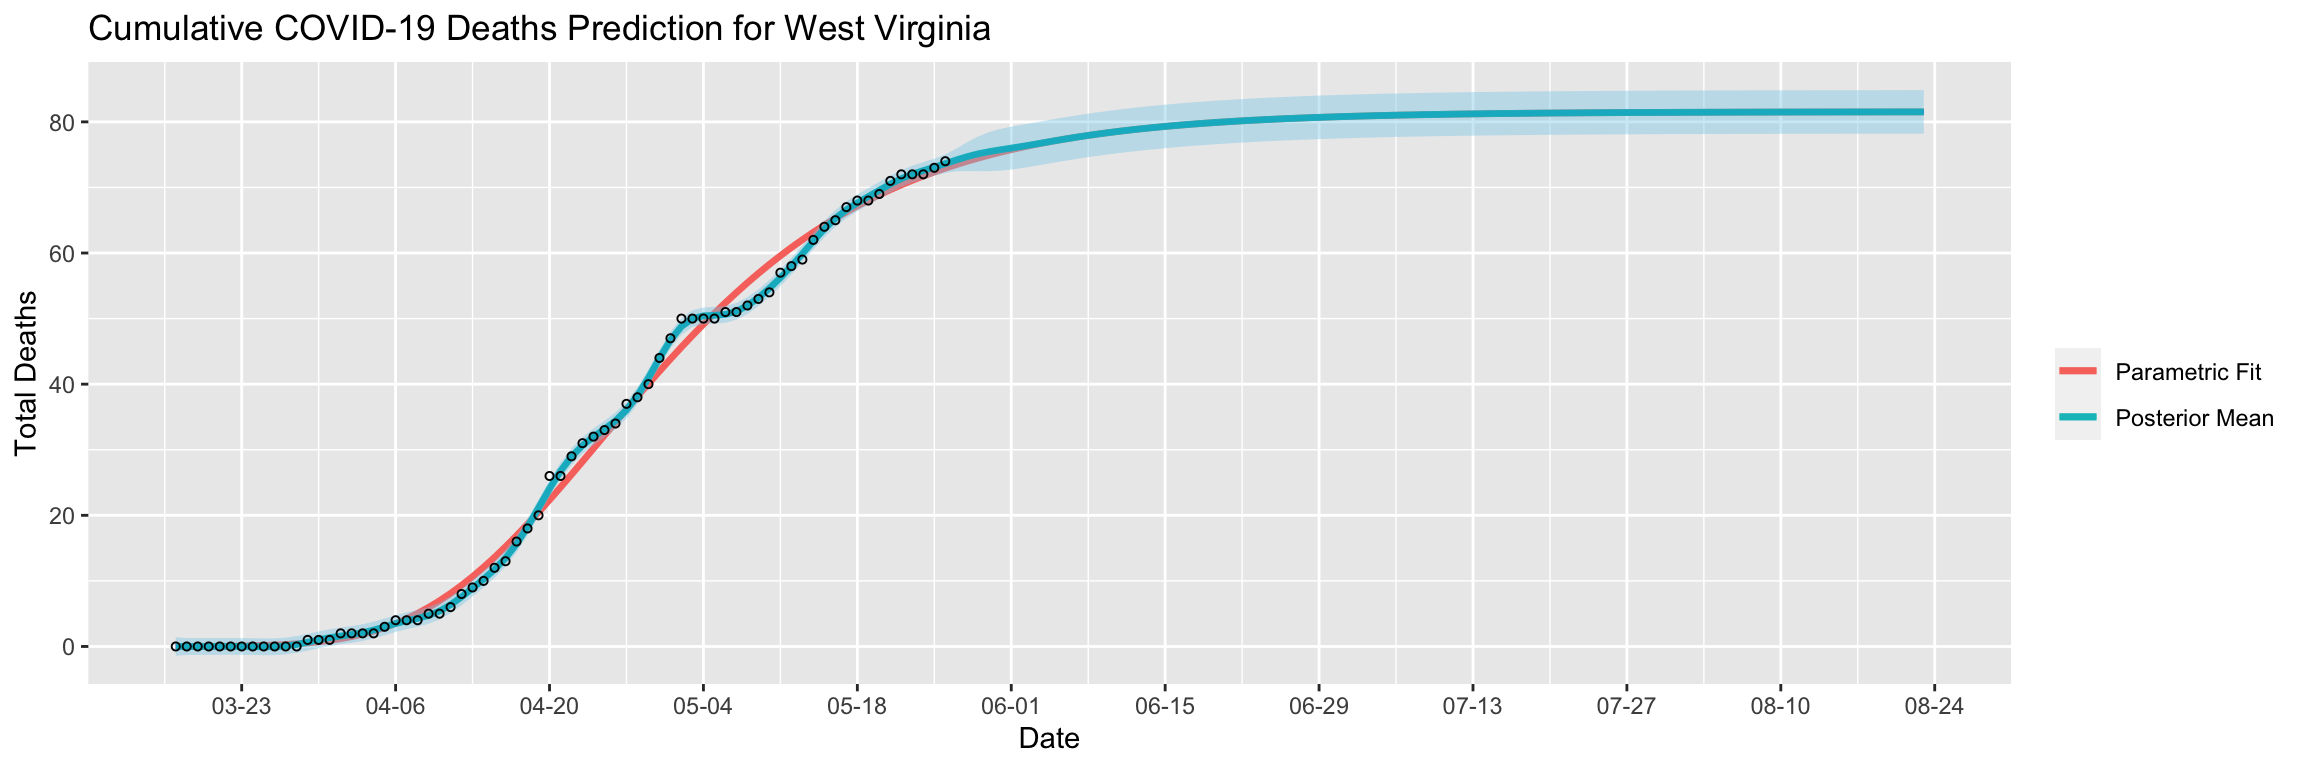 Cumulative COVID-19 Deaths Prediction for West Virginia
Total Deaths
80
60
40
20
0
03-23 04-06 04-20 05-04 05-18 06-01 06-15 06-29 07-13 07-27 08-10 08-24
Date
Parametric Fit
Posterior Mean